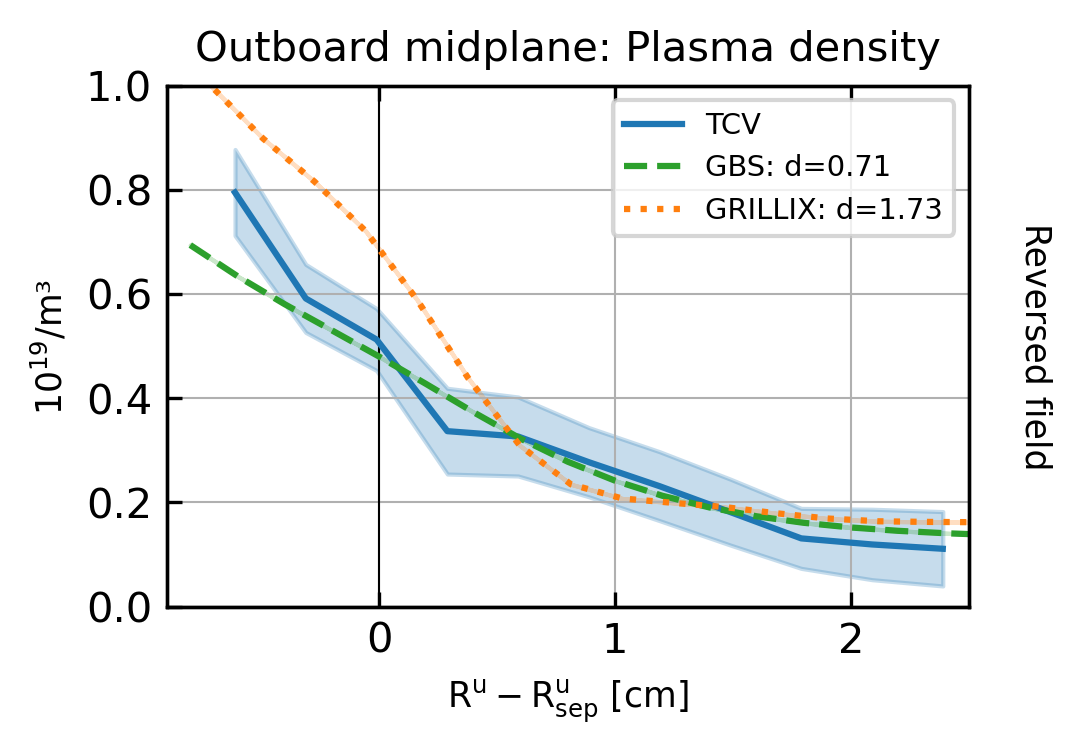 Outboard midplane: Plasma density
TCV
GBS: d=0.71
GRILLIX: d=1.73
1.0
0.8
0.6
0.4
0.2
0.0
10¹⁹/m³
0 1 2
Rᵘ − Rᵘ_sep [cm]
Reversed field